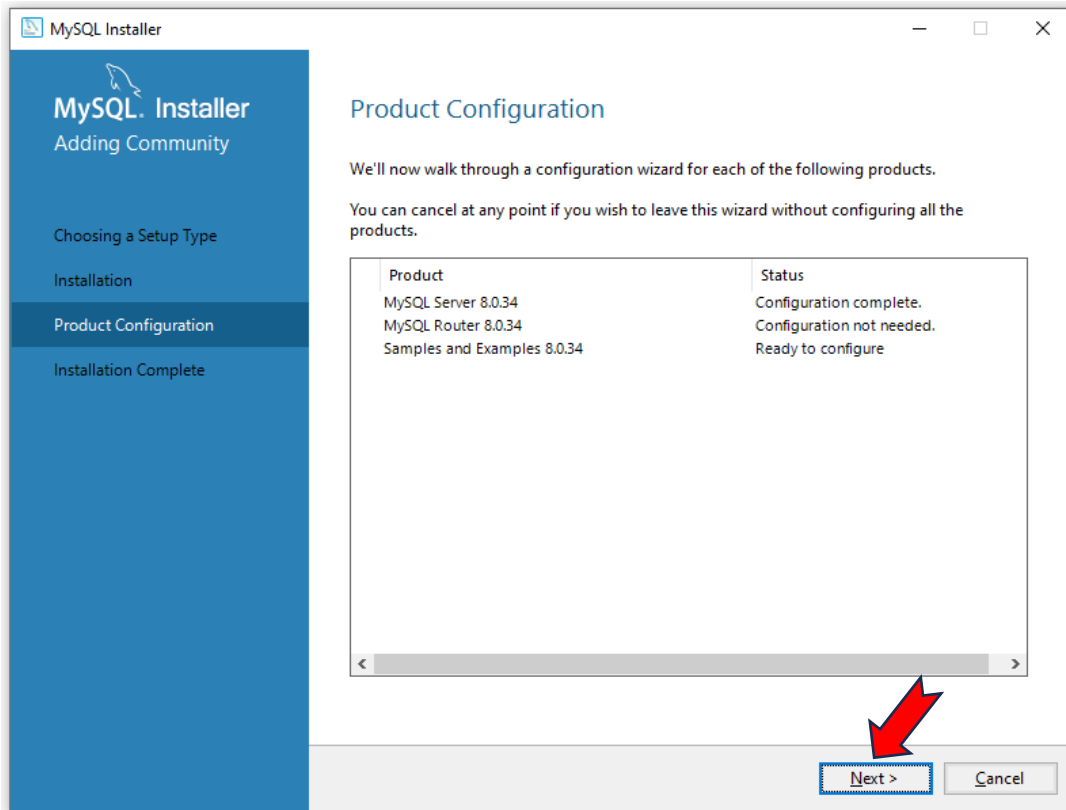 MySQL Installer
MySQL. Installer
Adding Community
Choosing a Setup Type
Installation
Product Configuration
Installation Complete
Product Configuration
We'll now walk through a configuration wizard for each of the following products.
You can cancel at any point if you wish to leave this wizard without configuring all the
products.
Product Status
MySQL Server 8.0.34 Configuration complete.
MySQL Router 8.0.34 Configuration not needed.
Samples and Examples 8.0.34 Ready to configure
Next > Cancel